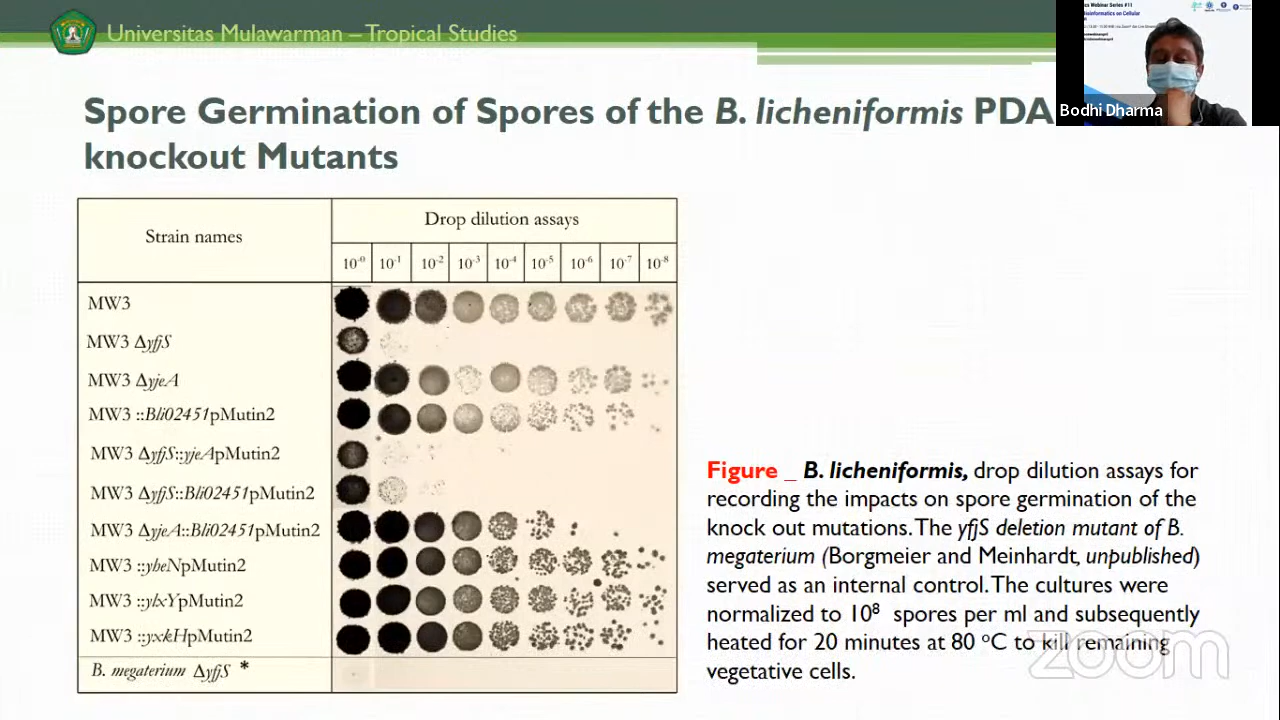 Universitas Mulawarman – Tropical Studies
Spore Germination of Spores of the B. licheniformis PDA
knockout Mutants
Bodhi Dharma
Strain names
Drop dilution assays
10-0 10-1 10-2 10-3 10-4 10-5 10-6 10-7 10-8
MW3
MW3 ΔyfjS
MW3 ΔyjeA
MW3 ::Bli02451pMutin2
MW3 ΔyfjS::yjeApMutin2
MW3 ΔyfjS::Bli02451pMutin2
MW3 ΔyjeA::Bli02451pMutin2
MW3 ::yheNpMutin2
MW3 ::ylxYpMutin2
MW3 ::yxkHpMutin2
B. megaterium ΔyfjS *
Figure _ B. licheniformis, drop dilution assays for
recording the impacts on spore germination of the
knock out mutations. The yfjS deletion mutant of B.
megaterium (Borgmeier and Meinhardt, unpublished)
served as an internal control. The cultures were
normalized to 10⁸ spores per ml and subsequently
heated for 20 minutes at 80 °C to kill remaining
vegetative cells.
zoom